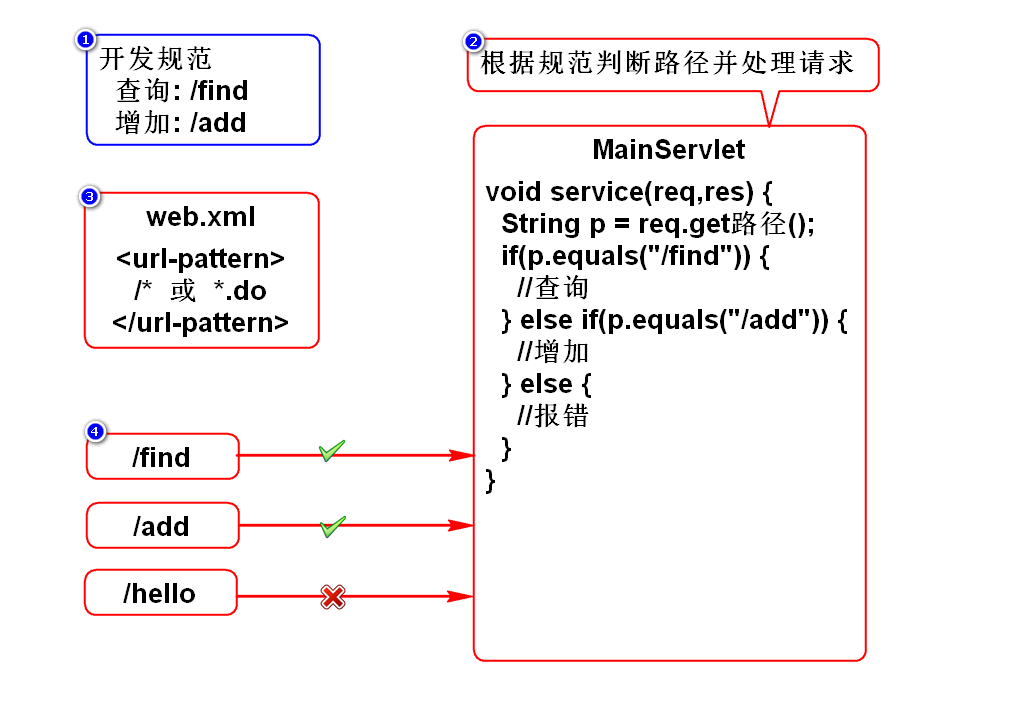 1
开发规范
查询: /find
增加: /add
2
根据规范判断路径并处理请求
3
web.xml
<url-pattern>
/* 或 *.do
</url-pattern>
MainServlet
void service(req,res) {
String p = req.get路径();
if(p.equals("/find")) {
//查询
} else if(p.equals("/add")) {
//增加
} else {
//报错
}
}
4
/find
/add
/hello